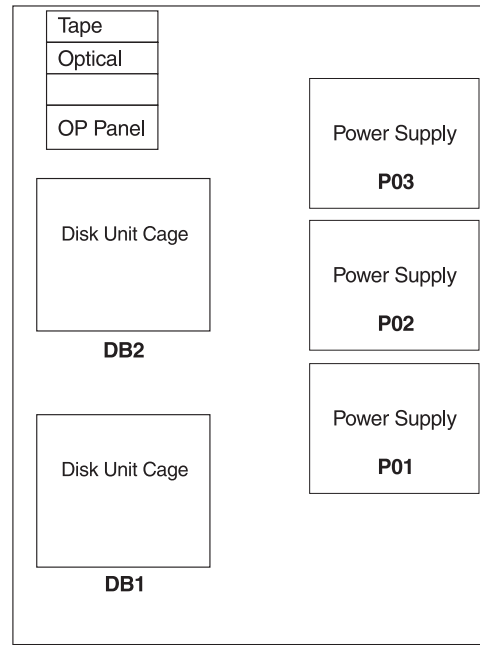 Tape
Optical
OP Panel
Disk Unit Cage
DB2
Disk Unit Cage
DB1
Power Supply
P03
Power Supply
P02
Power Supply
P01